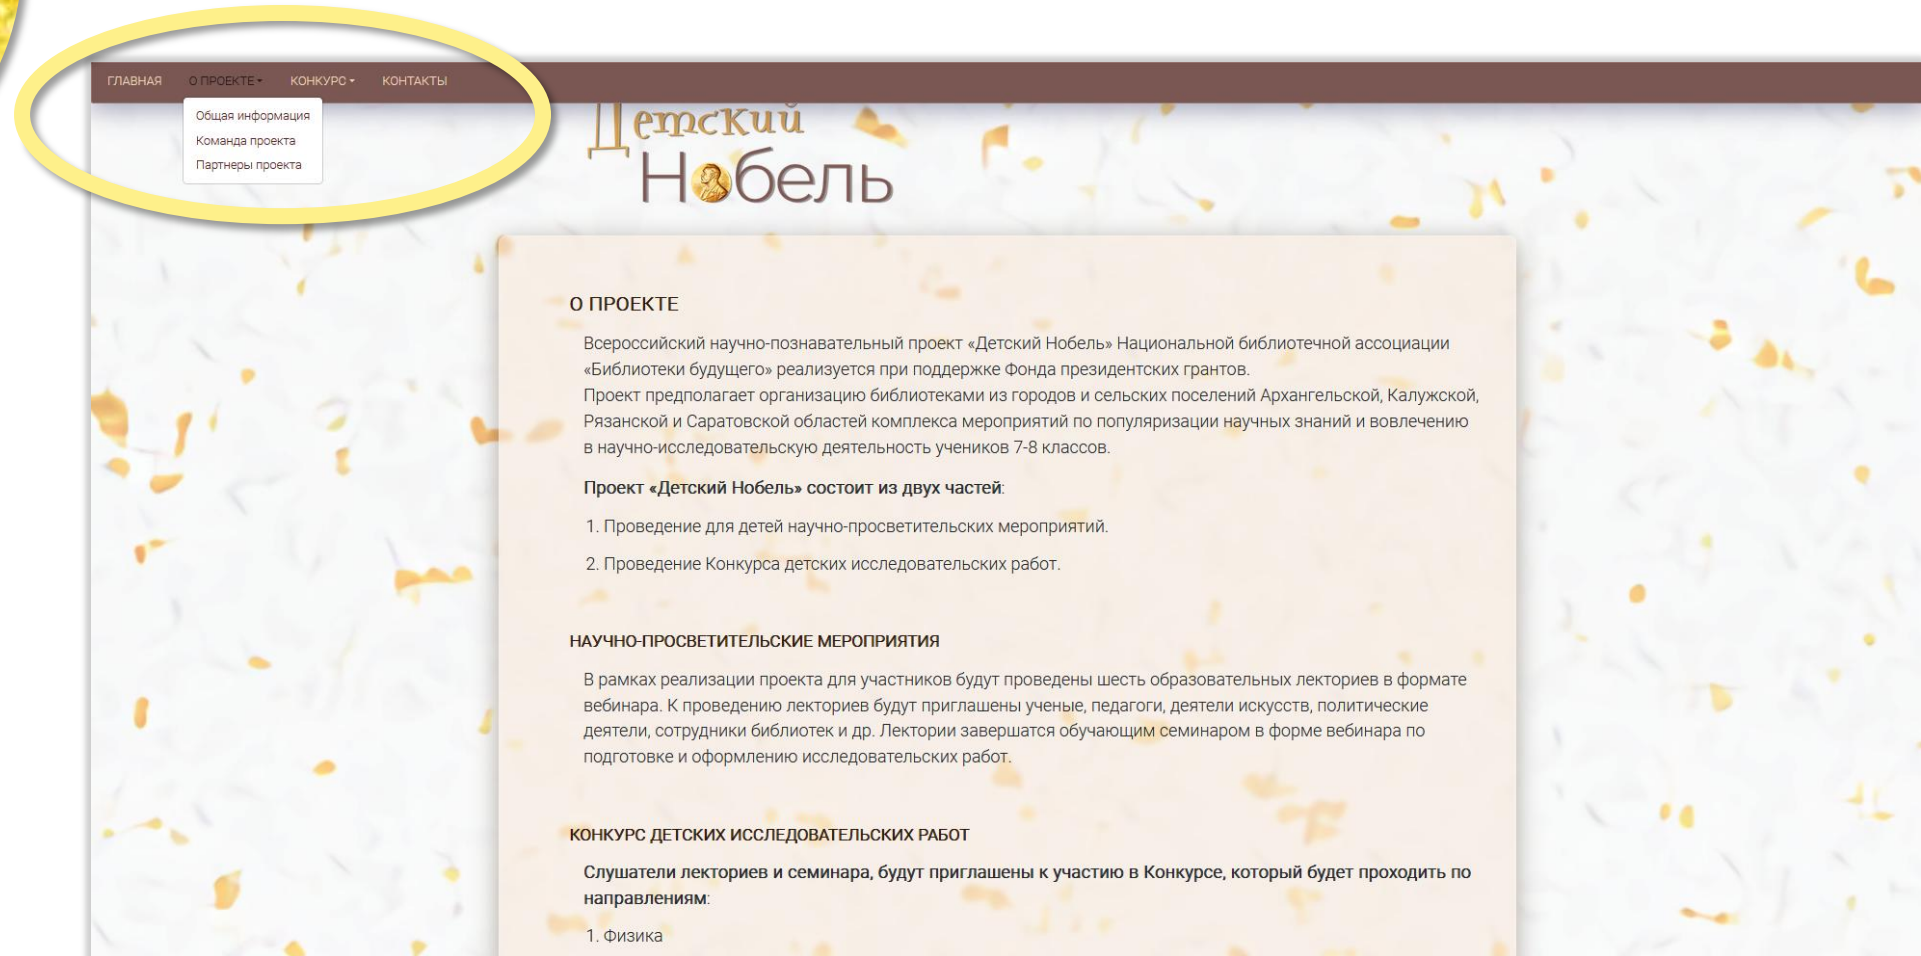 ГЛАВНАЯ О ПРОЕКТЕ КОНКУРС КОНТАКТЫ
Общая информация
Команда проекта
Партнеры проекта
Детский
Нобель
О ПРОЕКТЕ
Всероссийский научно-познавательный проект «Детский Нобель» Национальной библиотечной ассоциации
«Библиотеки будущего» реализуется при поддержке Фонда президентских грантов.
Проект предполагает организацию библиотеками из городов и сельских поселений Архангельской, Калужской,
Рязанской и Саратовской областей комплекса мероприятий по популяризации научных знаний и вовлечению
в научно-исследовательскую деятельность учеников 7-8 классов.
Проект «Детский Нобель» состоит из двух частей:
1. Проведение для детей научно-просветительских мероприятий.
2. Проведение Конкурса детских исследовательских работ.
НАУЧНО-ПРОСВЕТИТЕЛЬСКИЕ МЕРОПРИЯТИЯ
В рамках реализации проекта для участников будут проведены шесть образовательных лекториев в формате
вебинара. К проведению лекториев будут приглашены ученые, педагоги, деятели искусств, политические
деятели, сотрудники библиотек и др. Лектории завершатся обучающим семинаром в форме вебинара по
подготовке и оформлению исследовательских работ.
КОНКУРС ДЕТСКИХ ИССЛЕДОВАТЕЛЬСКИХ РАБОТ
Слушатели лекториев и семинара, будут приглашены к участию в Конкурсе, который будет проходить по
направлениям:
1. Физика